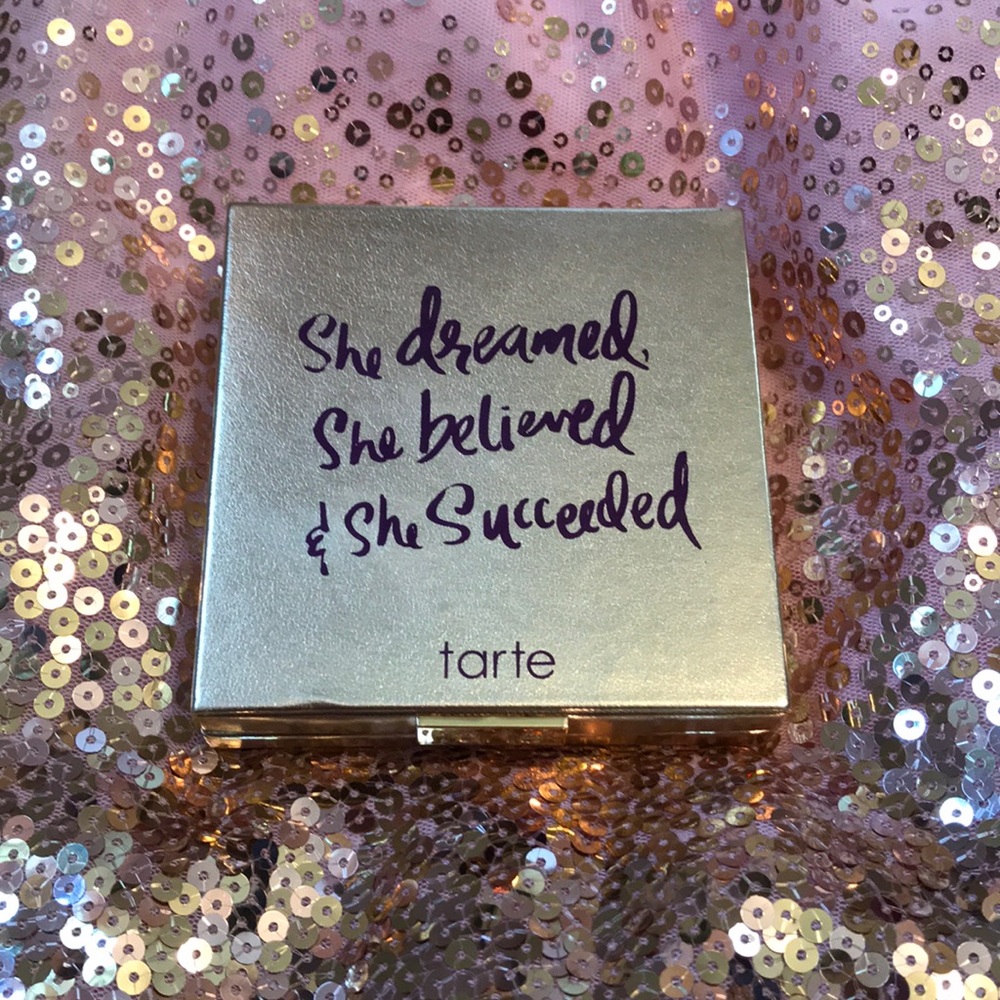 She dreamed.
She believed
& She Succeeded
tarte